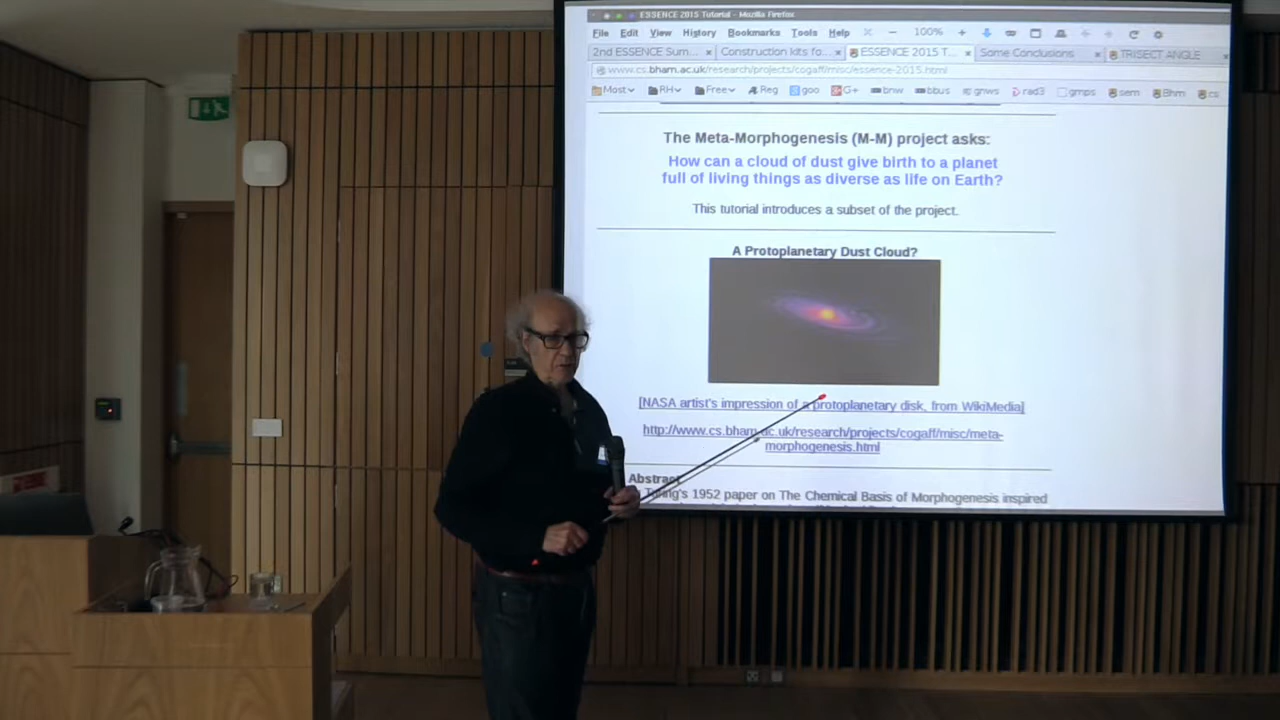 ESSENCE 2015 Tutorial - Mozilla Firefox
File Edit View History Bookmarks Tools Help 100%
2nd ESSENCE Sum... Construction kits fo... ESSENCE 2015 T... Some Conclusions TRISECT ANGLE
www.cs.bham.ac.uk/research/projects/cogaff/misc/essence-2015.html
Most RH Free Reg goo G+ bnw bbus gnws rad3 gmps sem Bhm cs
The Meta-Morphogenesis (M-M) project asks:
How can a cloud of dust give birth to a planet
full of living things as diverse as life on Earth?
This tutorial introduces a subset of the project.
A Protoplanetary Dust Cloud?
[NASA artist's impression of a protoplanetary disk, from WikiMedia]
http://www.cs.bham.ac.uk/research/projects/cogaff/misc/meta-
morphogenesis.html
Abstract
Turing's 1952 paper on The Chemical Basis of Morphogenesis inspired